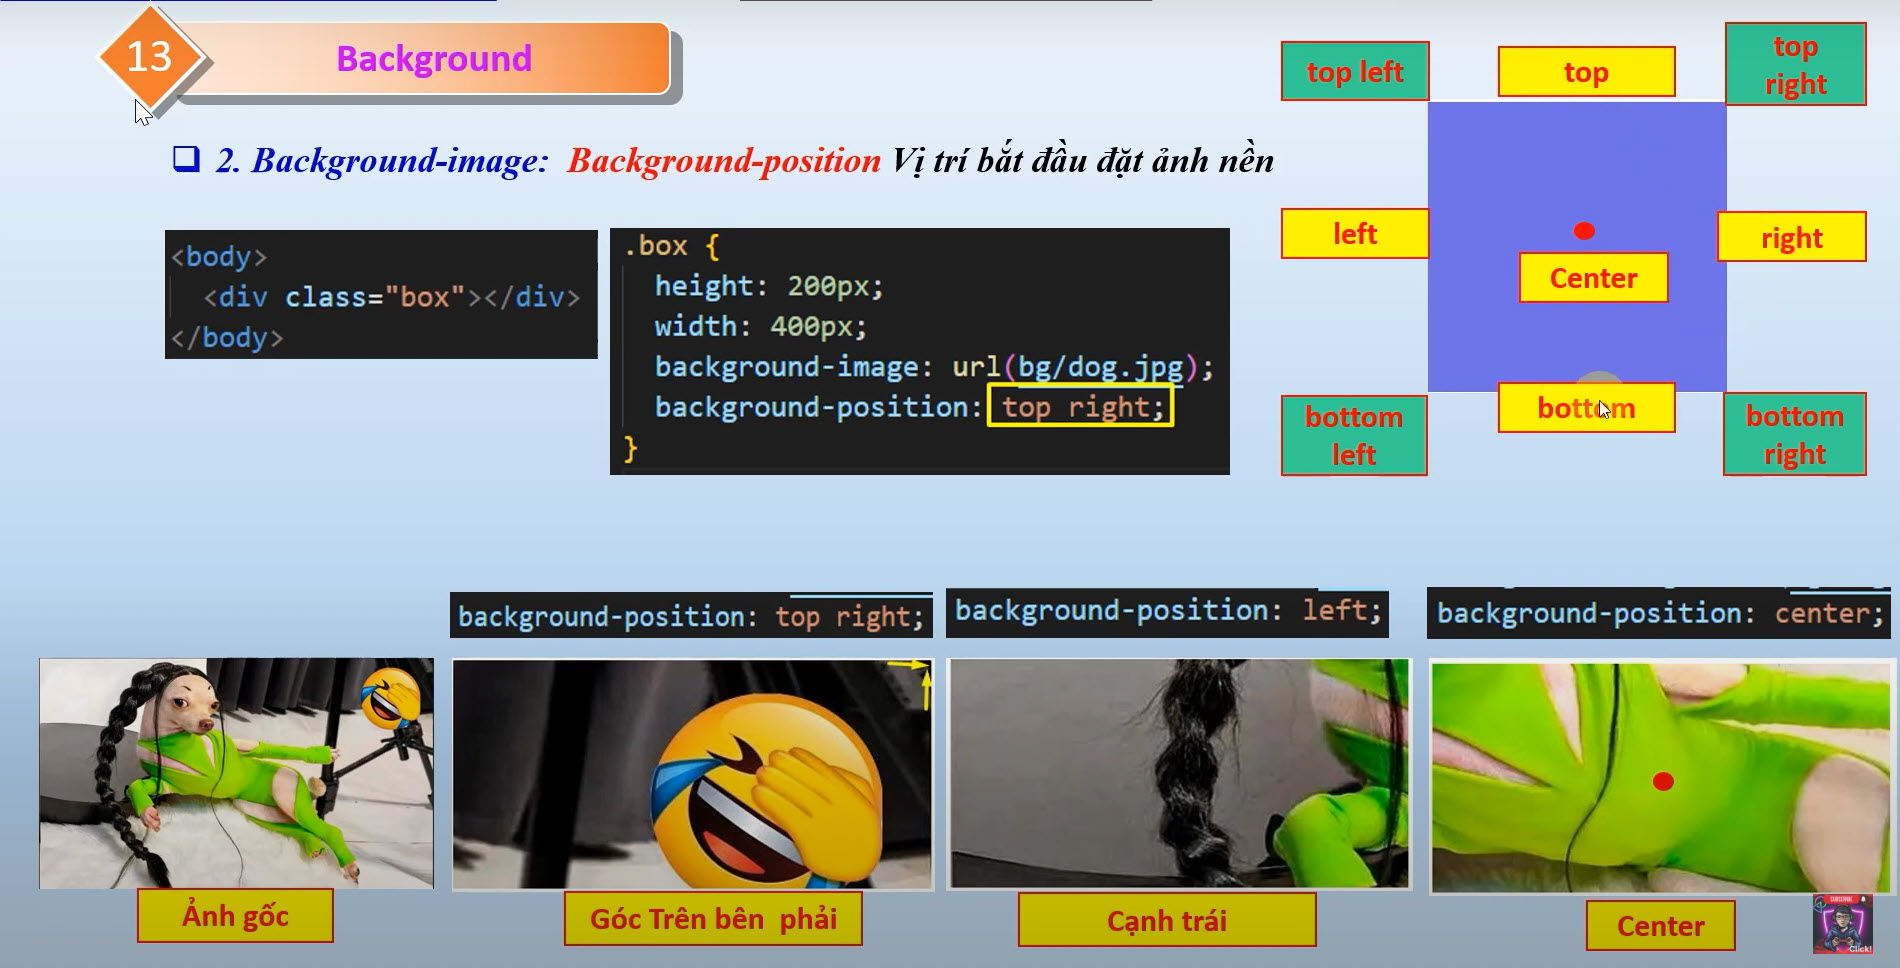 13
Background
2. Background-image: Background-position Vị trí bắt đầu đặt ảnh nền
<body>
<div class="box"></div>
</body>
.box {
height: 200px;
width: 400px;
background-image: url(bg/dog.jpg);
background-position: top right;
}
top left
top
top
right
left
right
Center
bottom
left
bottom
bottom
right
background-position: top right;
background-position: left;
background-position: center;
Ảnh gốc
Góc Trên bên phải
Cạnh trái
Center
SUBSCRIBE
Click!